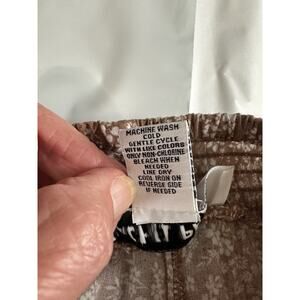 MACHINE WASH
COLD
GENTLE CYCLE
WITH LIKE COLORS
ONLY NON-CHLORINE
BLEACH WHEN
NEEDED
LINE DRY
COOL IRON ON
REVERSE SIDE
IF NEEDED